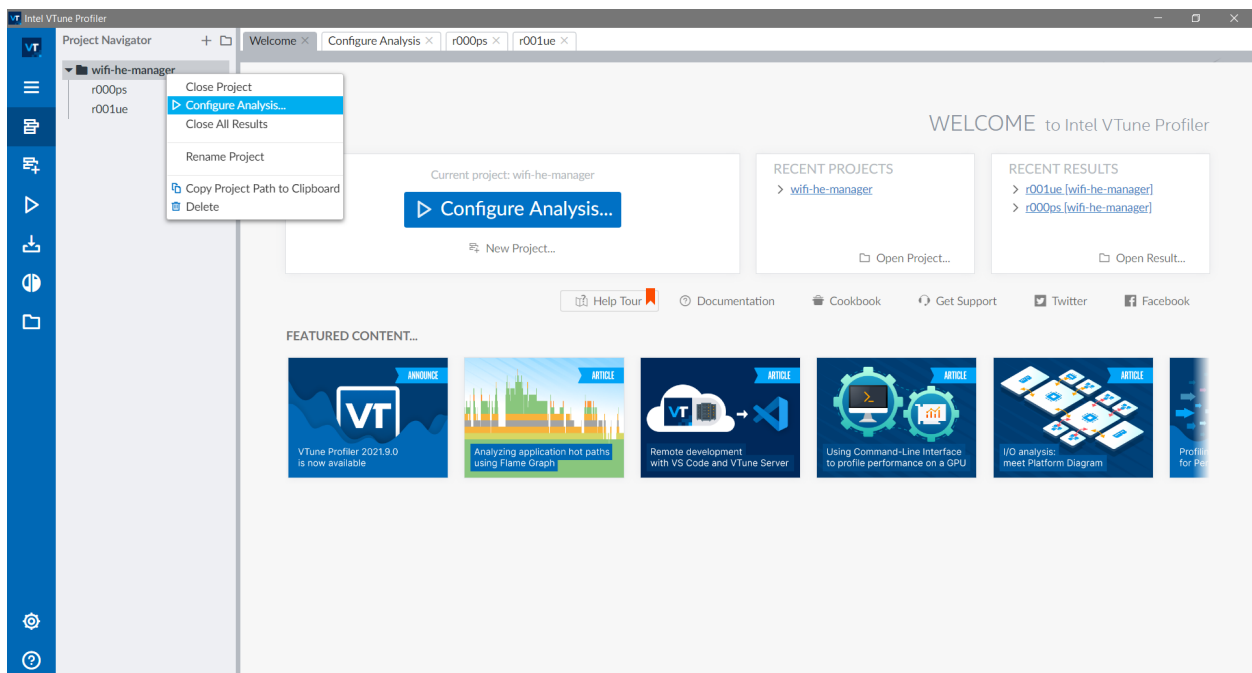 VT Intel VTune Profiler
VT
Project Navigator
Welcome
Configure Analysis
r000ps
r001ue
wifi-he-manager
r000ps
r001ue
Close Project
Configure Analysis...
Close All Results
Rename Project
Copy Project Path to Clipboard
Delete
WELCOME to Intel VTune Profiler
Current project: wifi-he-manager
Configure Analysis...
New Project...
RECENT PROJECTS
wifi-he-manager
Open Project...
RECENT RESULTS
r001ue [wifi-he-manager]
r000ps [wifi-he-manager]
Open Result...
Help Tour
Documentation
Cookbook
Get Support
Twitter
Facebook
FEATURED CONTENT...
ANNOUNCE
VT
VTune Profiler 2021.9.0
is now available
ARTICLE
Analyzing application hot paths
using Flame Graph
ARTICLE
VT
Remote development
with VS Code and VTune Server
ARTICLE
Using Command-Line Interface
to profile performance on a GPU
ARTICLE
I/O analysis:
meet Platform Diagram
for